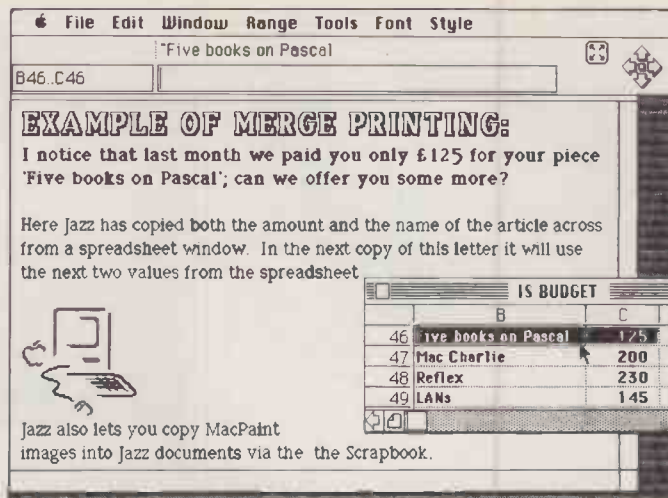 File Edit Window Range Tools Font Style
"Five books on Pascal
B46..C46
EXAMPLE OF MERGE PRINTING:
I notice that last month we paid you only £125 for your piece
'Five books on Pascal'; can we offer you some more?
Here Jazz has copied both the amount and the name of the article across
from a spreadsheet window. In the next copy of this letter it will use
the next two values from the spreadsheet
IS BUDGET
B C
46 Five books on Pascal 125
47 Mac Charlie 200
48 Reflex 230
49 LANs 145
Jazz also lets you copy MacPaint
images into Jazz documents via the the Scrapbook.